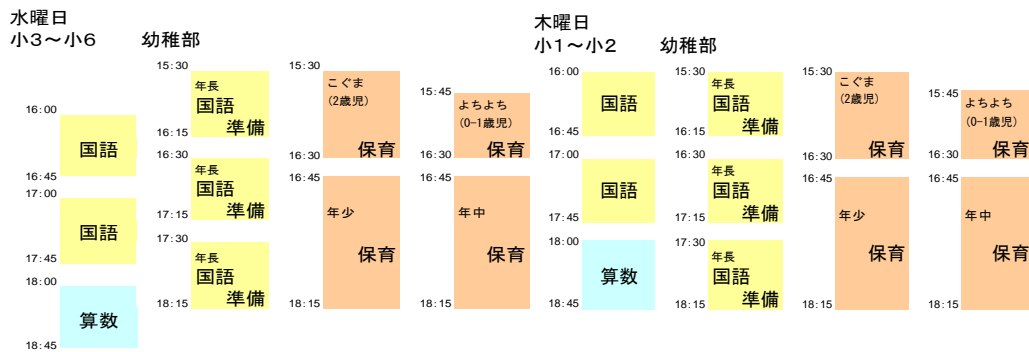 水曜日
小3～小6 幼稚部
16:00
国語
16:45
17:00
国語
17:45
18:00
算数
18:45
15:30
年長
国語
準備
16:15
16:30
年長
国語
準備
17:15
17:30
年長
国語
準備
18:15
15:30
こぐま
(2歳児)
保育
16:30
16:45
年少
保育
18:15
15:45
よちよち
(0-1歳児)
保育
16:30
16:45
年中
保育
18:15
木曜日
小1～小2 幼稚部
16:00
国語
16:45
17:00
国語
17:45
18:00
算数
18:45
15:30
年長
国語
準備
16:15
16:30
年長
国語
準備
17:15
17:30
年長
国語
準備
18:15
15:30
こぐま
(2歳児)
保育
16:30
16:45
年少
保育
18:15
15:45
よちよち
(0-1歳児)
保育
16:30
16:45
年中
保育
18:15